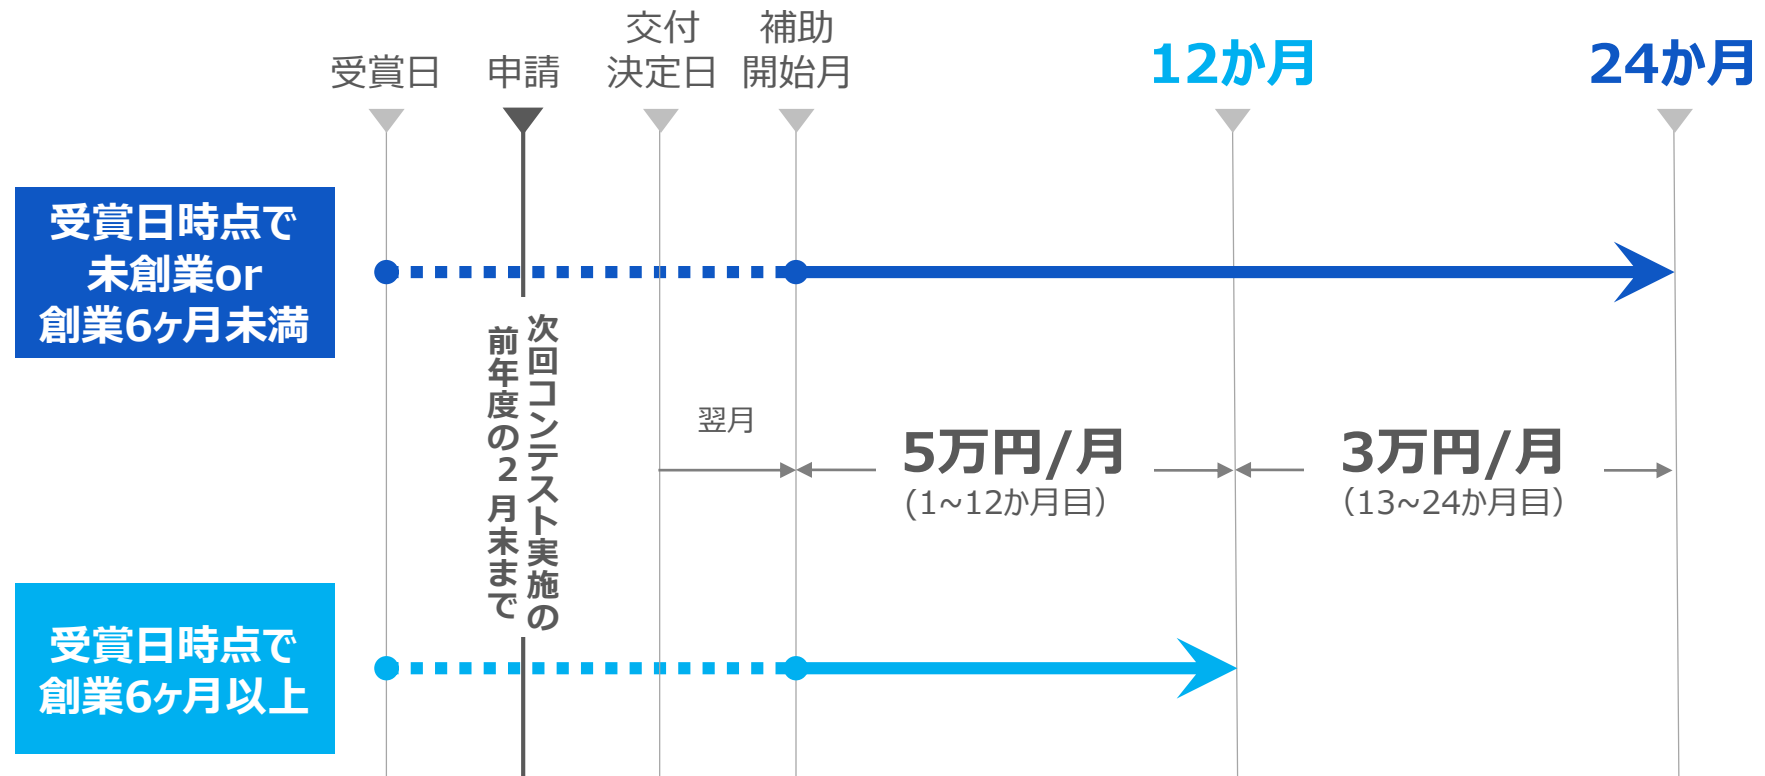 受賞日
申請
交付
決定日
補助
開始月
12か月
24か月
受賞日時点で
未創業or
創業6ヶ月未満
次回コンテスト実施の
前年度の２月末まで
翌月
5万円/月
(1~12か月目）
3万円/月
（13~24か月目）
受賞日時点で
創業6ヶ月以上